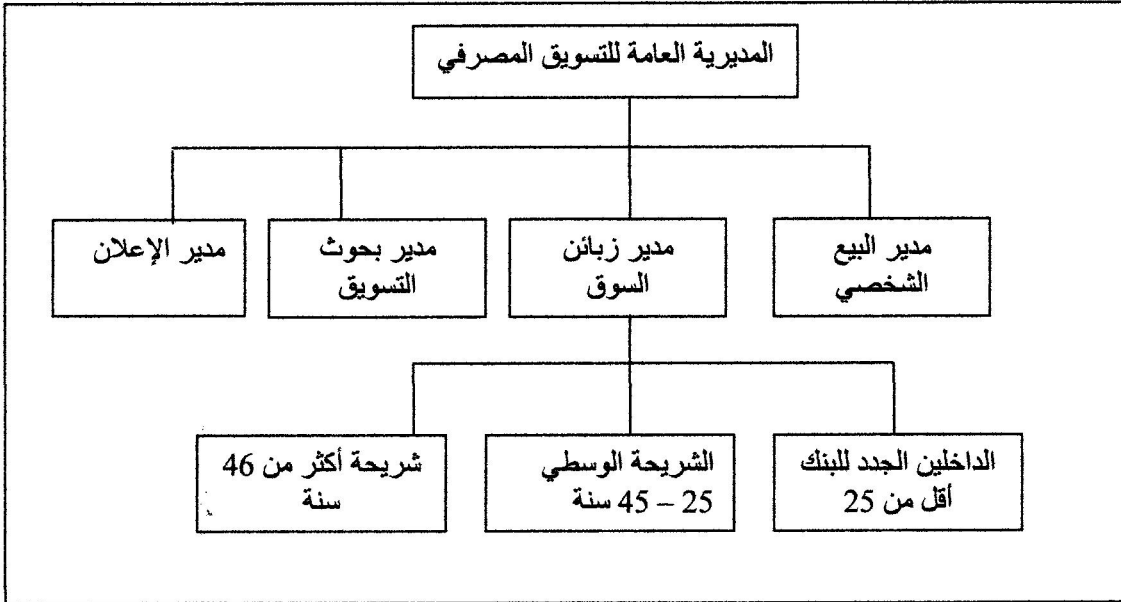 المديرية العامة للتسويق المصرفي
مدير البيع
الشخصي
مدير زبائن
السوق
مدير بحوث
التسويق
مدير الإعلان
الداخلين الجدد للبنك
أقل من 25
الشريحة الوسطي
25 – 45 سنة
شريحة أكثر من 46
سنة